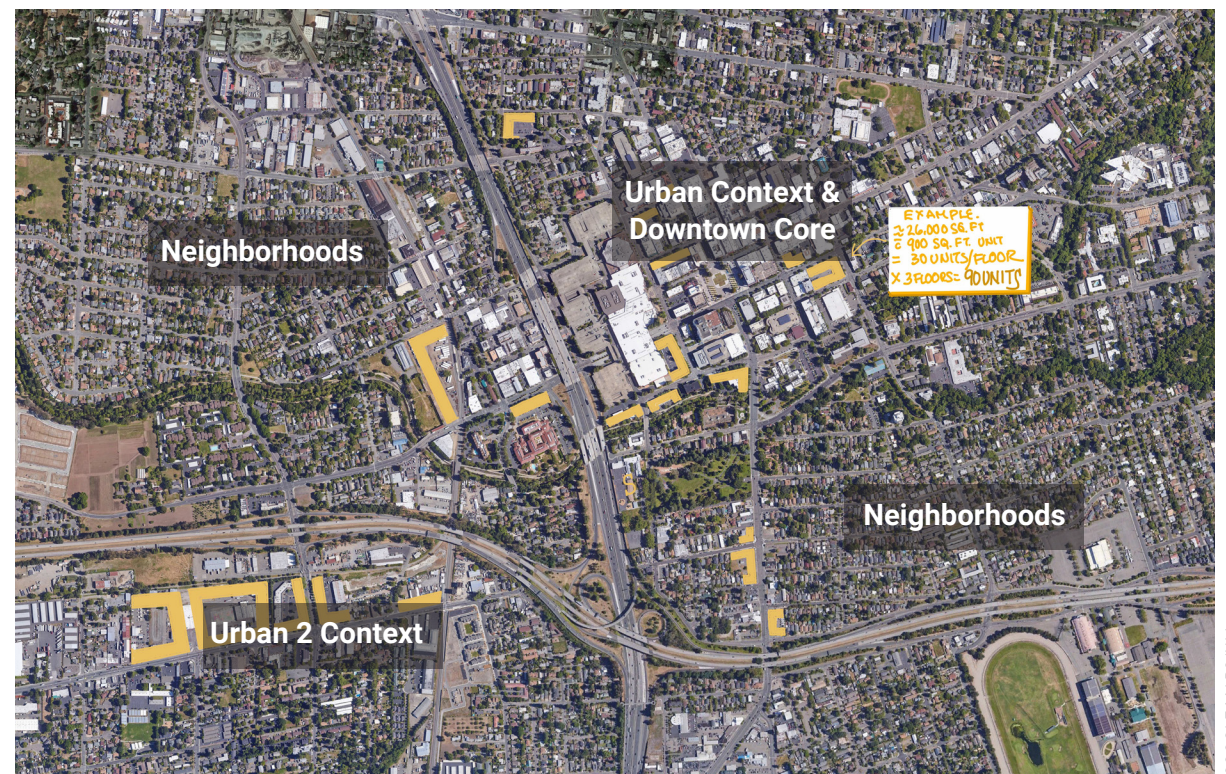 Urban Context &
Downtown Core
EXAMPLE.
≈ 26,000 SQ. FT
900 SQ. FT. UNIT
= 30 UNITS/FLOOR
x 3 FLOORS= 90 UNITS
Neighborhoods
Neighborhoods
Urban 2 Context